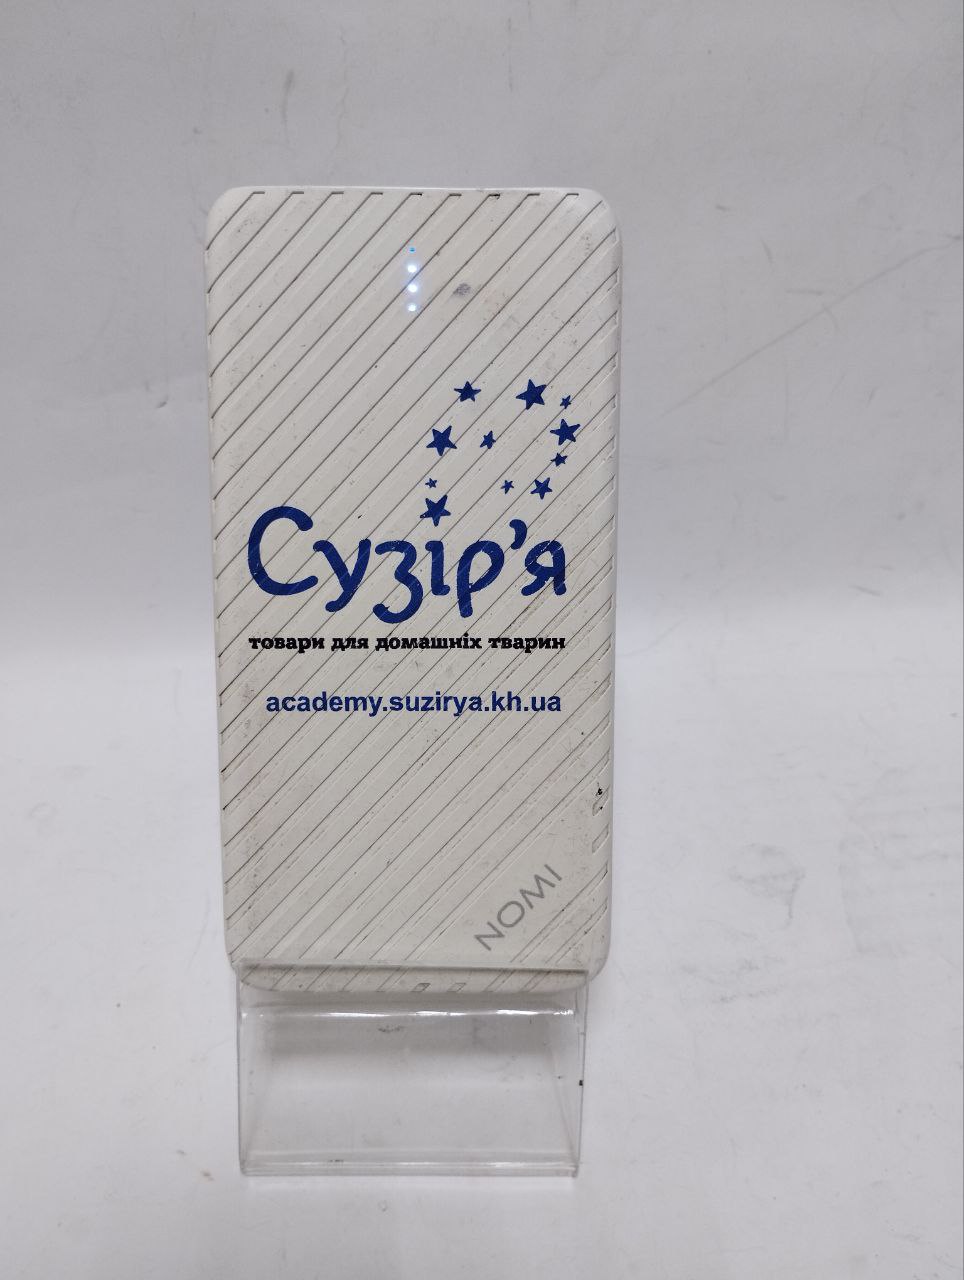 Сузір’я
товари для домашніх тварин
academy.suzirya.kh.ua
NOMI